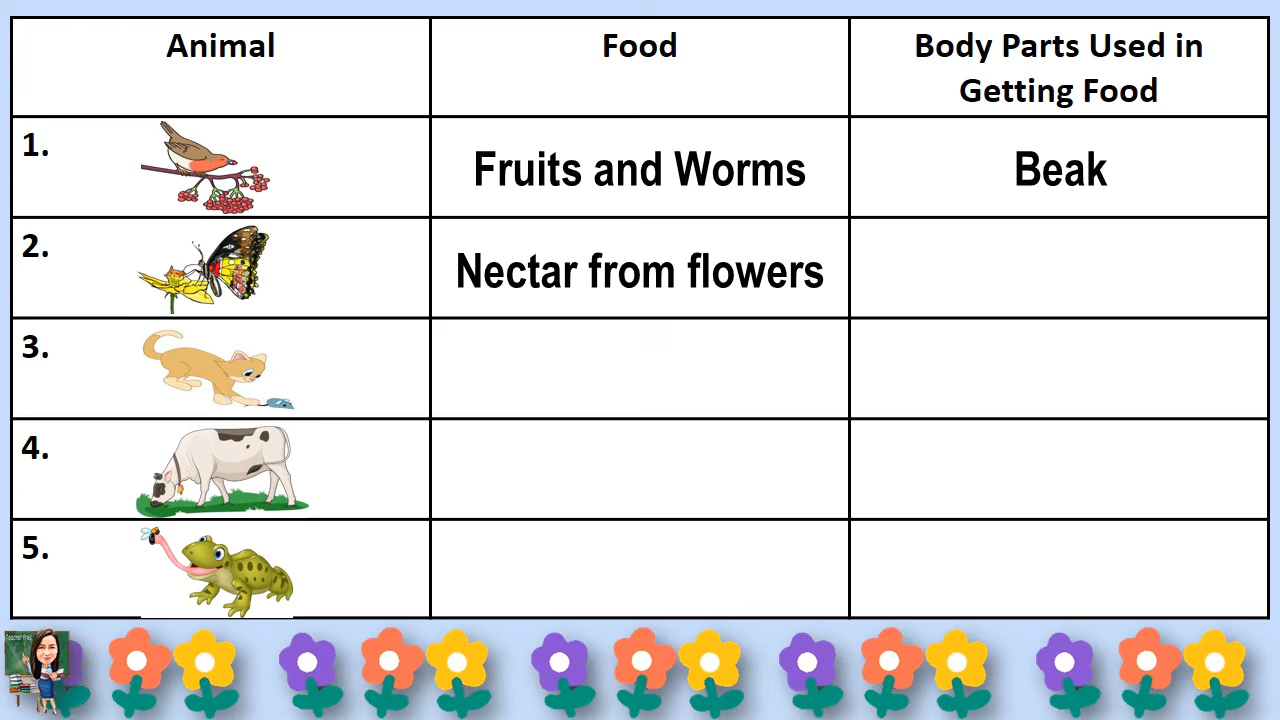 Animal
Food
Body Parts Used in
Getting Food
1.
Fruits and Worms
Beak
2.
Nectar from flowers
3.
4.
5.